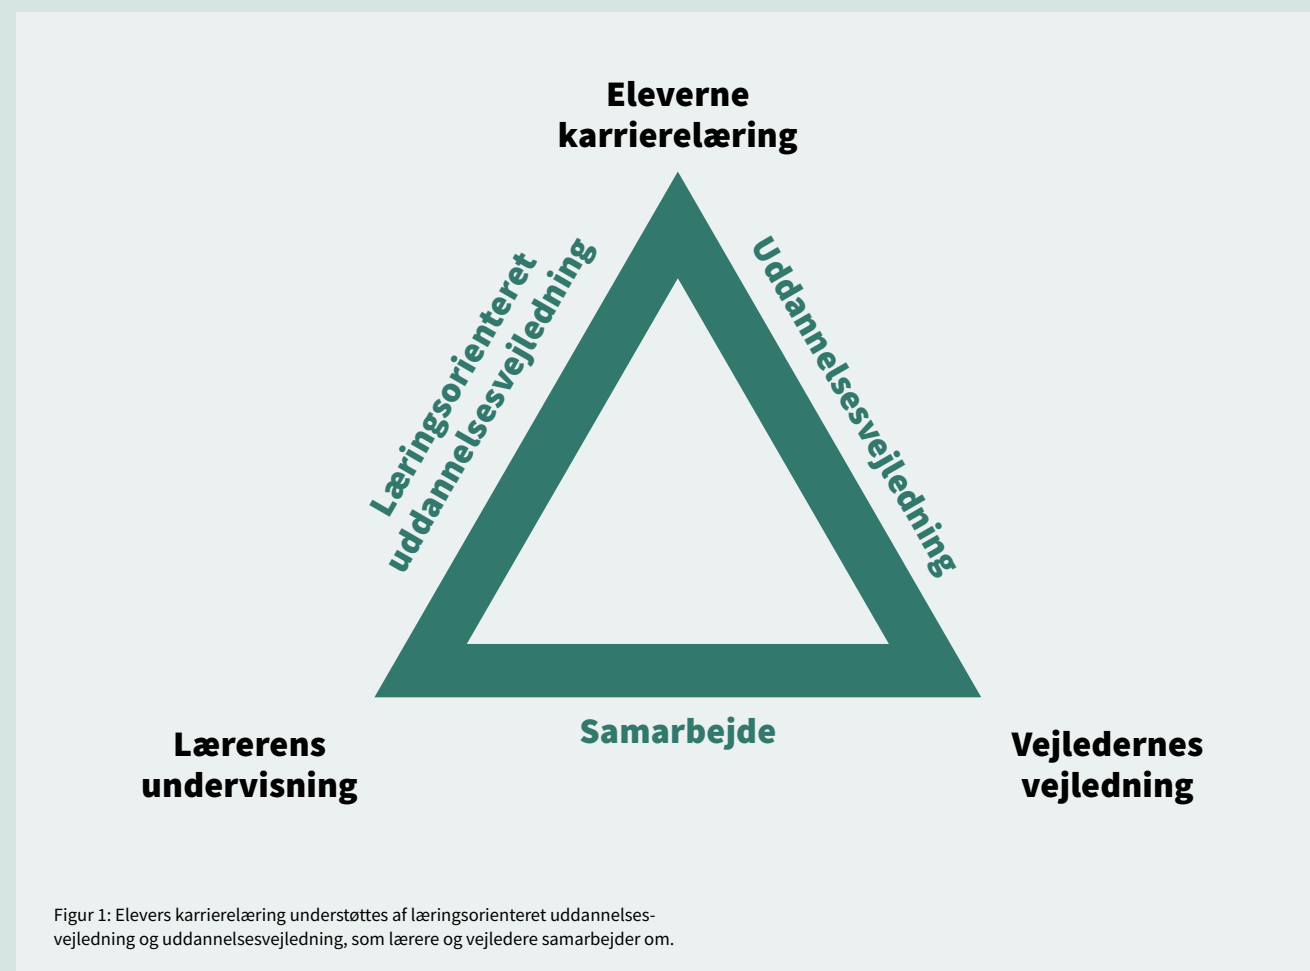 Eleverne
karrierelæring
Læringsorienteret
uddannelsesvejledning
Uddannelsesvejledning
Samarbejde
Lærerens
undervisning
Vejledernes
vejledning
Figur 1: Elevers karrierelæring understøttes af læringsorienteret uddannelses-
vejledning og uddannelsesvejledning, som lærere og vejledere samarbejder om.